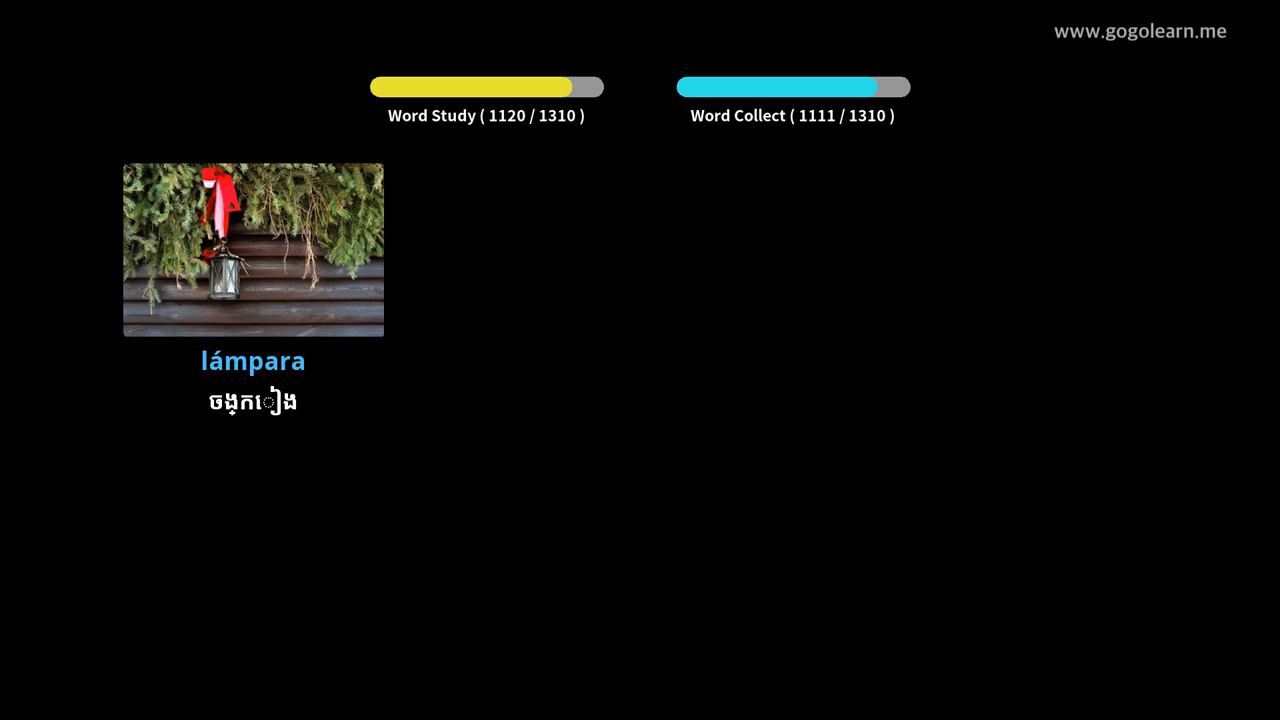 www.gogolearn.me
Word Study ( 1120 / 1310 )
Word Collect ( 1111 / 1310 )
lámpara
ចង្កៀង